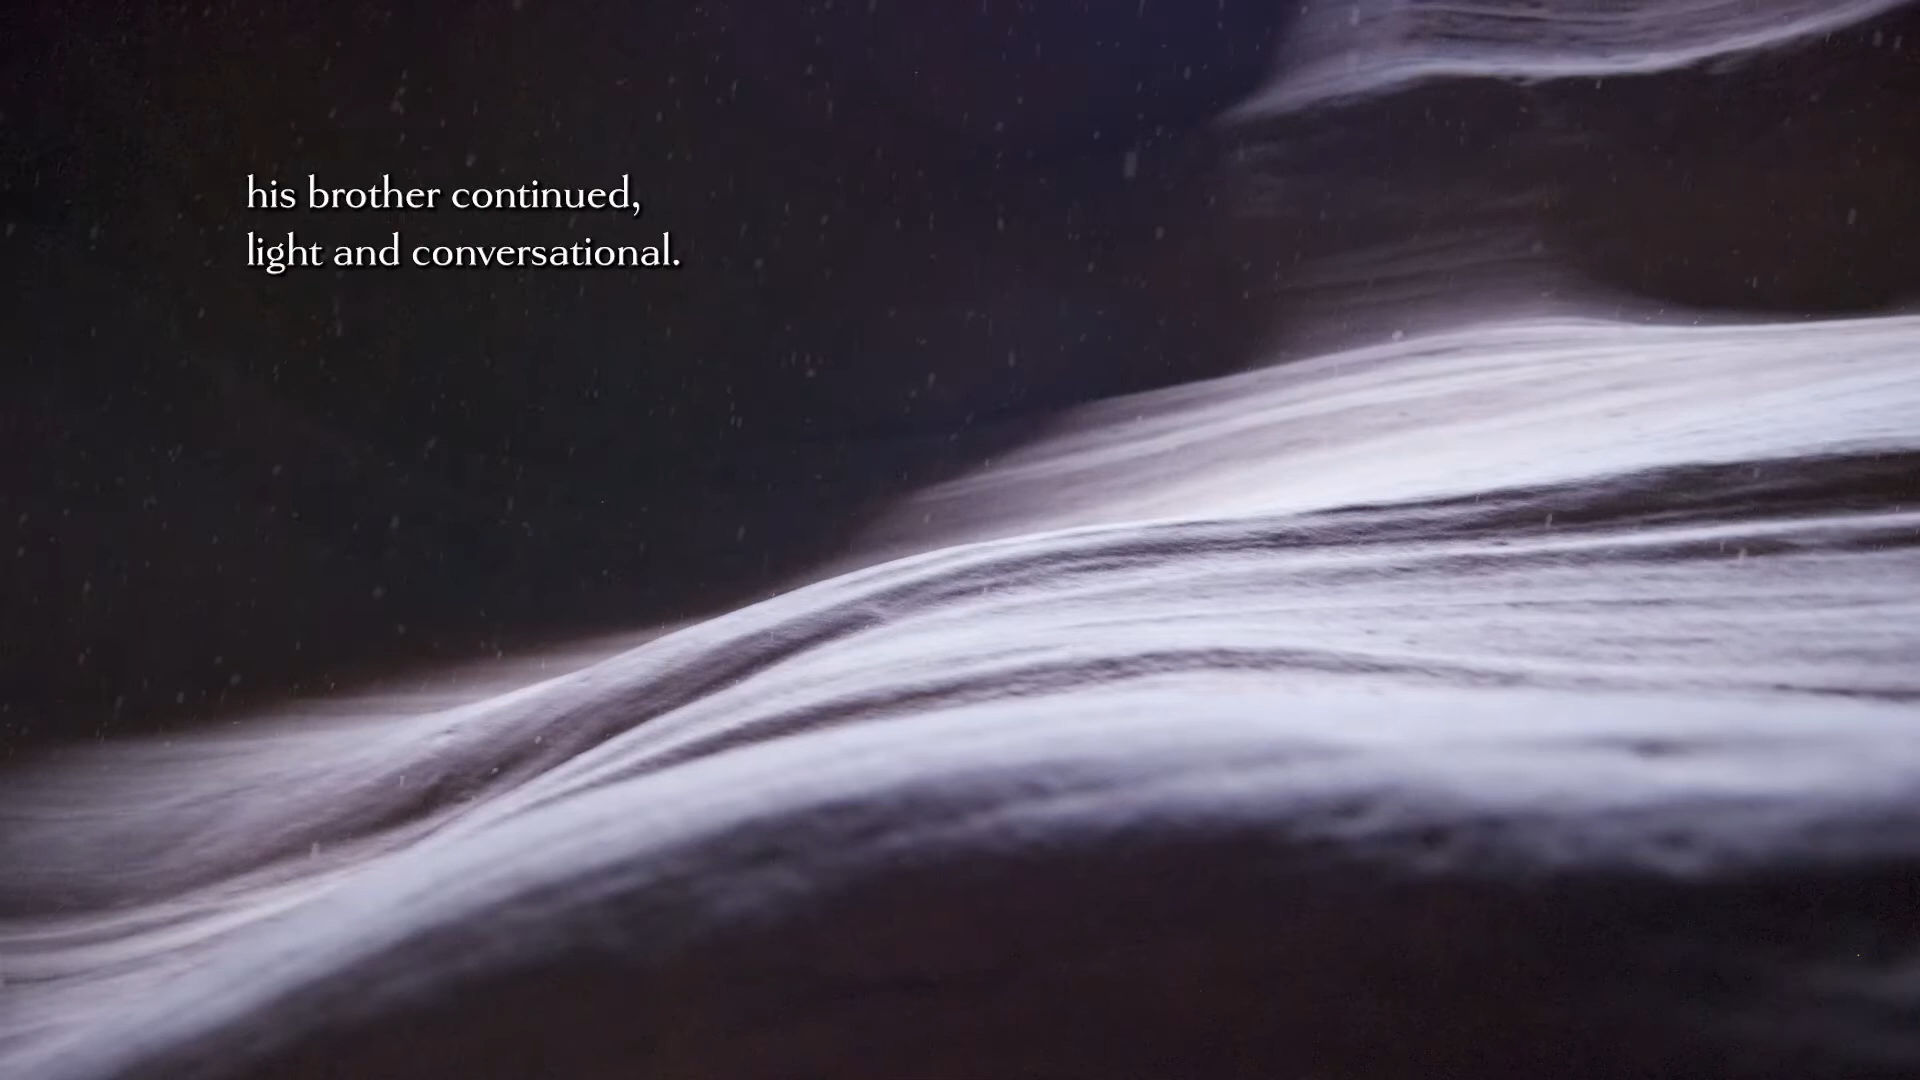 his brother continued,
light and conversational.